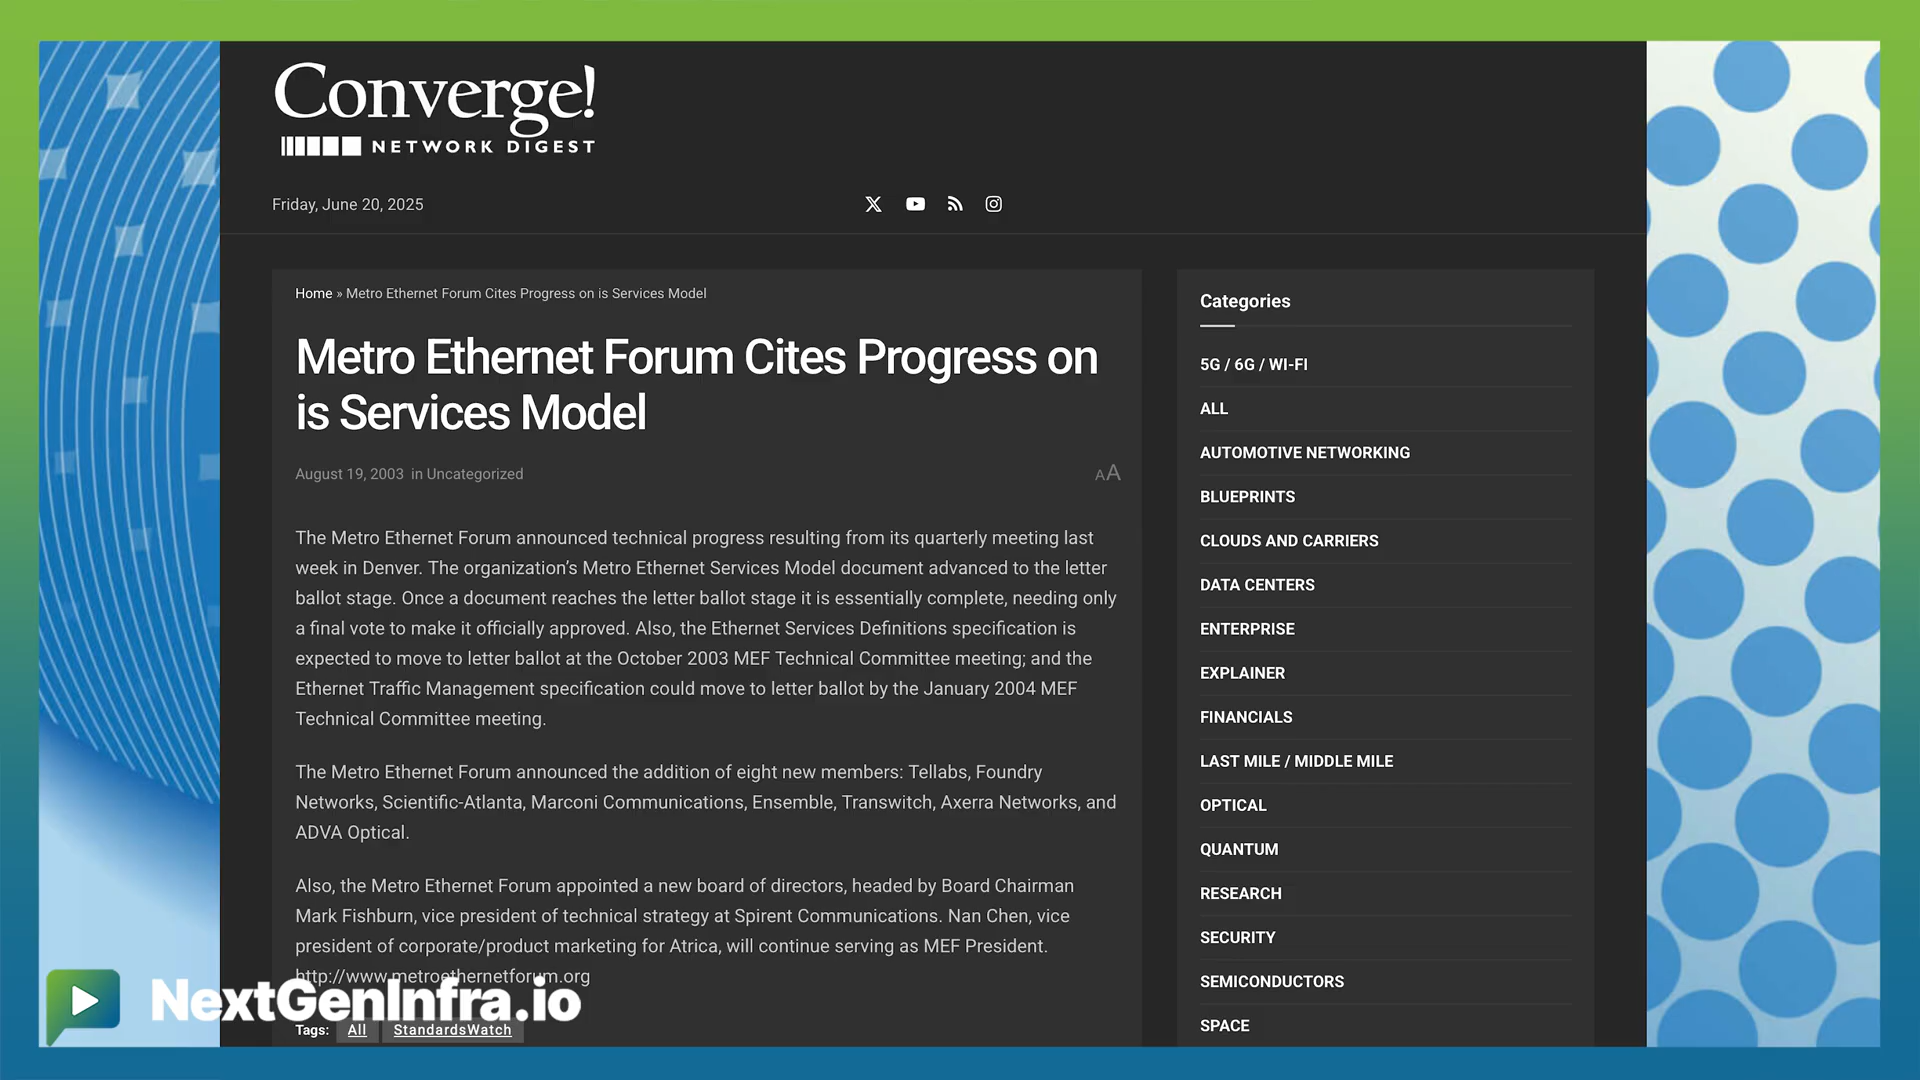 Converge!
NETWORK DIGEST
Friday, June 20, 2025
Home » Metro Ethernet Forum Cites Progress on is Services Model
Metro Ethernet Forum Cites Progress on
is Services Model
August 19, 2003 in Uncategorized
AA
The Metro Ethernet Forum announced technical progress resulting from its quarterly meeting last
week in Denver. The organization’s Metro Ethernet Services Model document advanced to the letter
ballot stage. Once a document reaches the letter ballot stage it is essentially complete, needing only
a final vote to make it officially approved. Also, the Ethernet Services Definitions specification is
expected to move to letter ballot at the October 2003 MEF Technical Committee meeting; and the
Ethernet Traffic Management specification could move to letter ballot by the January 2004 MEF
Technical Committee meeting.
The Metro Ethernet Forum announced the addition of eight new members: Tellabs, Foundry
Networks, Scientific-Atlanta, Marconi Communications, Ensemble, Transwitch, Axerra Networks, and
ADVA Optical.
Also, the Metro Ethernet Forum appointed a new board of directors, headed by Board Chairman
Mark Fishburn, vice president of technical strategy at Spirent Communications. Nan Chen, vice
president of corporate/product marketing for Atrica, will continue serving as MEF President.
http://www.metroethernetforum.org
NextGenInfra.io
Tags: All StandardsWatch
Categories
5G / 6G / WI-FI
ALL
AUTOMOTIVE NETWORKING
BLUEPRINTS
CLOUDS AND CARRIERS
DATA CENTERS
ENTERPRISE
EXPLAINER
FINANCIALS
LAST MILE / MIDDLE MILE
OPTICAL
QUANTUM
RESEARCH
SECURITY
SEMICONDUCTORS
SPACE